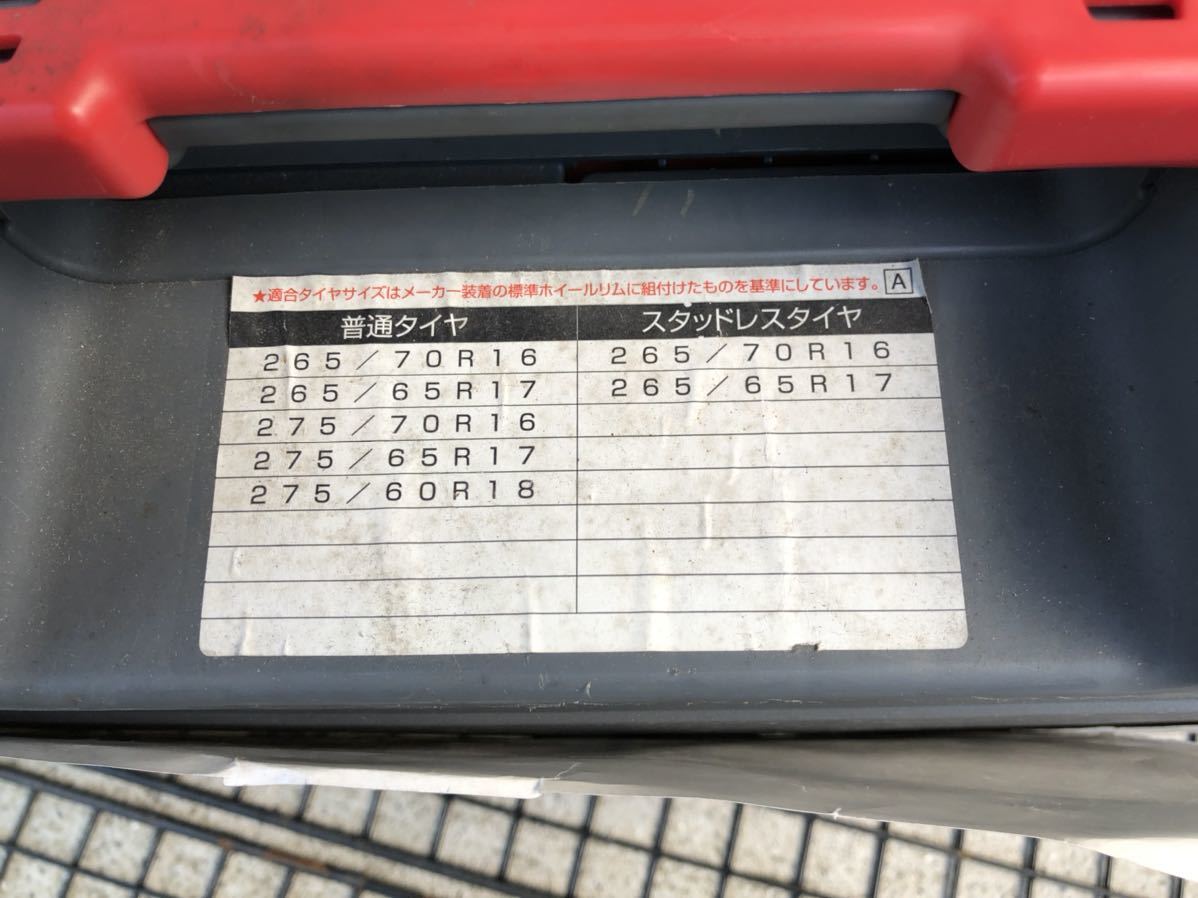 ★適合タイヤサイズはメーカー装着の標準ホイールリムに組付けたものを基準にしています。 A
普通タイヤ スタッドレスタイヤ
265/70R16 265/70R16
265/65R17 265/65R17
275/70R16
275/65R17
275/60R18